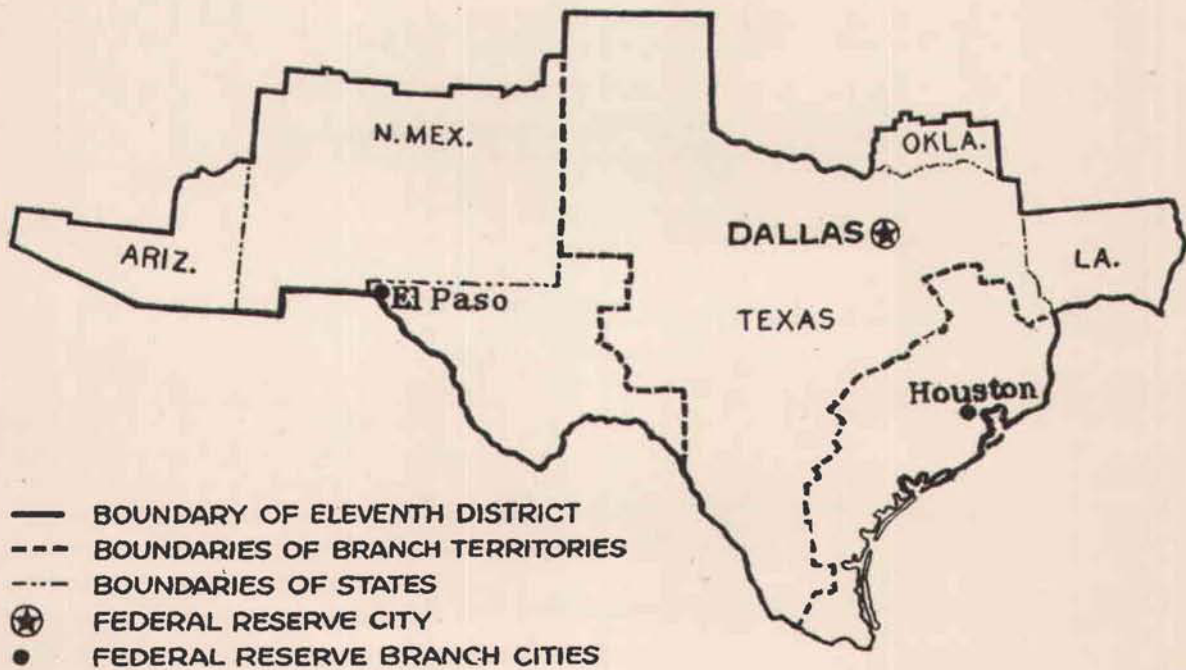 N. MEX.
OKLA.
DALLAS
ARIZ.
LA.
El Paso
TEXAS
Houston
BOUNDARY OF ELEVENTH DISTRICT
BOUNDARIES OF BRANCH TERRITORIES
BOUNDARIES OF STATES
FEDERAL RESERVE CITY
FEDERAL RESERVE BRANCH CITIES